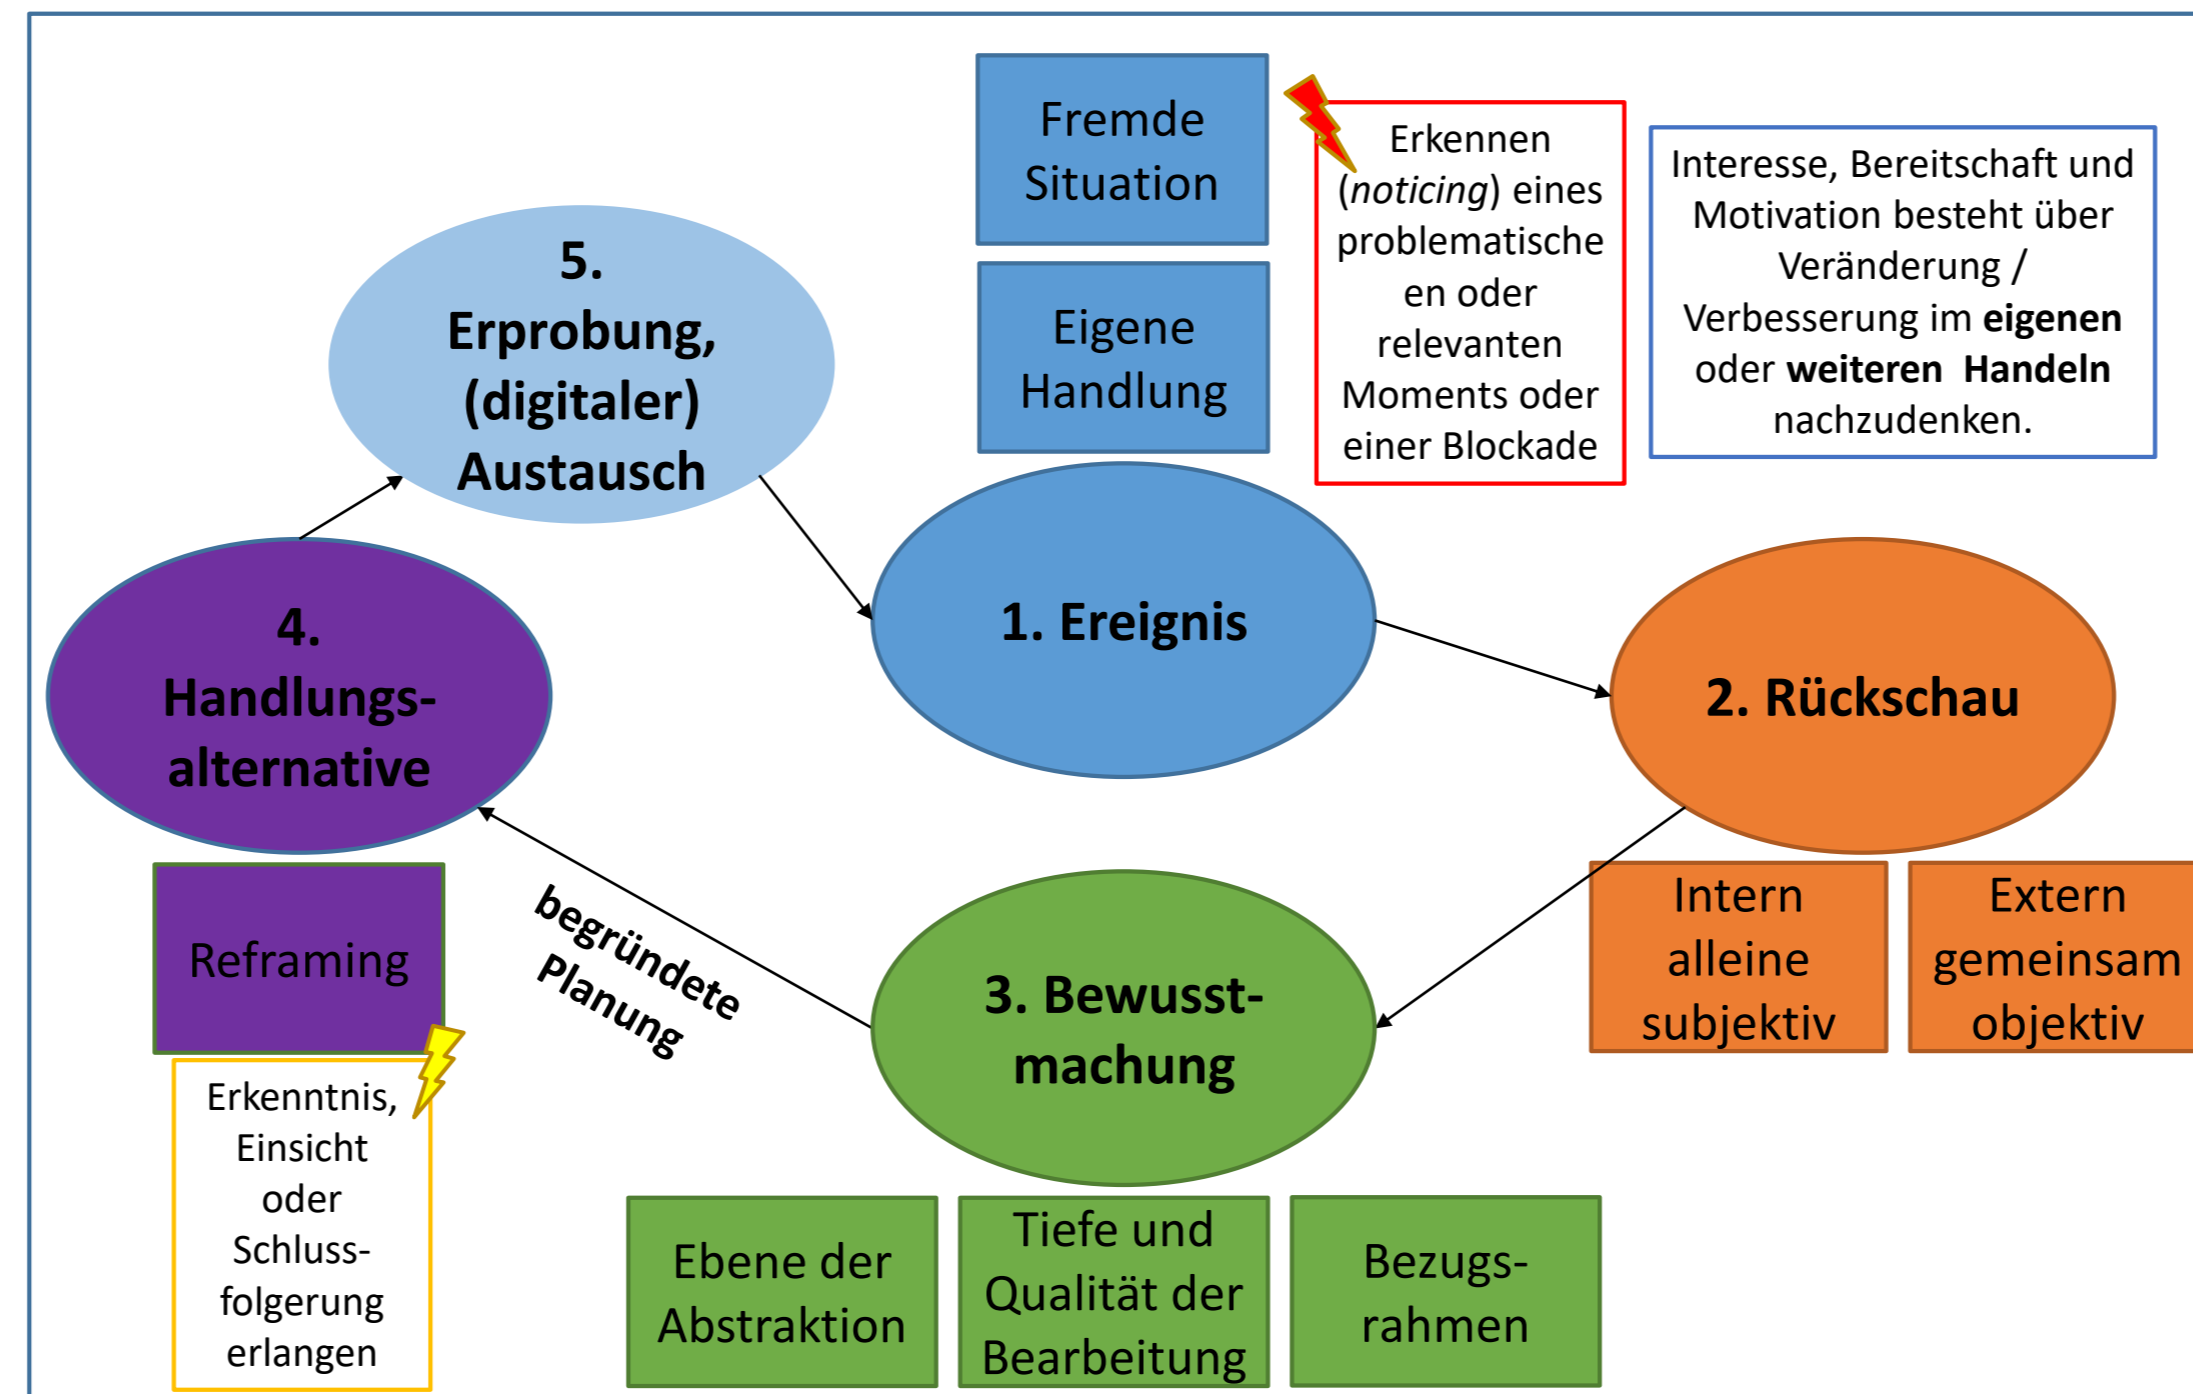 Fremde
Situation
Eigene
Handlung
Erkennen
(noticing) eines
problematische
en oder
relevanten
Moments oder
einer Blockade
Interesse, Bereitschaft und
Motivation besteht über
Veränderung /
Verbesserung im eigenen
oder weiteren Handeln
nachzudenken.
5.
Erprobung,
(digitaler)
Austausch
1. Ereignis
2. Rückschau
4.
Handlungs-
alternative
Intern
alleine
subjektiv
Extern
gemeinsam
objektiv
3. Bewusst-
machung
begründete
Planung
Reframing
Erkenntnis,
Einsicht
oder
Schluss-
folgerung
erlangen
Ebene der
Abstraktion
Tiefe und
Qualität der
Bearbeitung
Bezugs-
rahmen